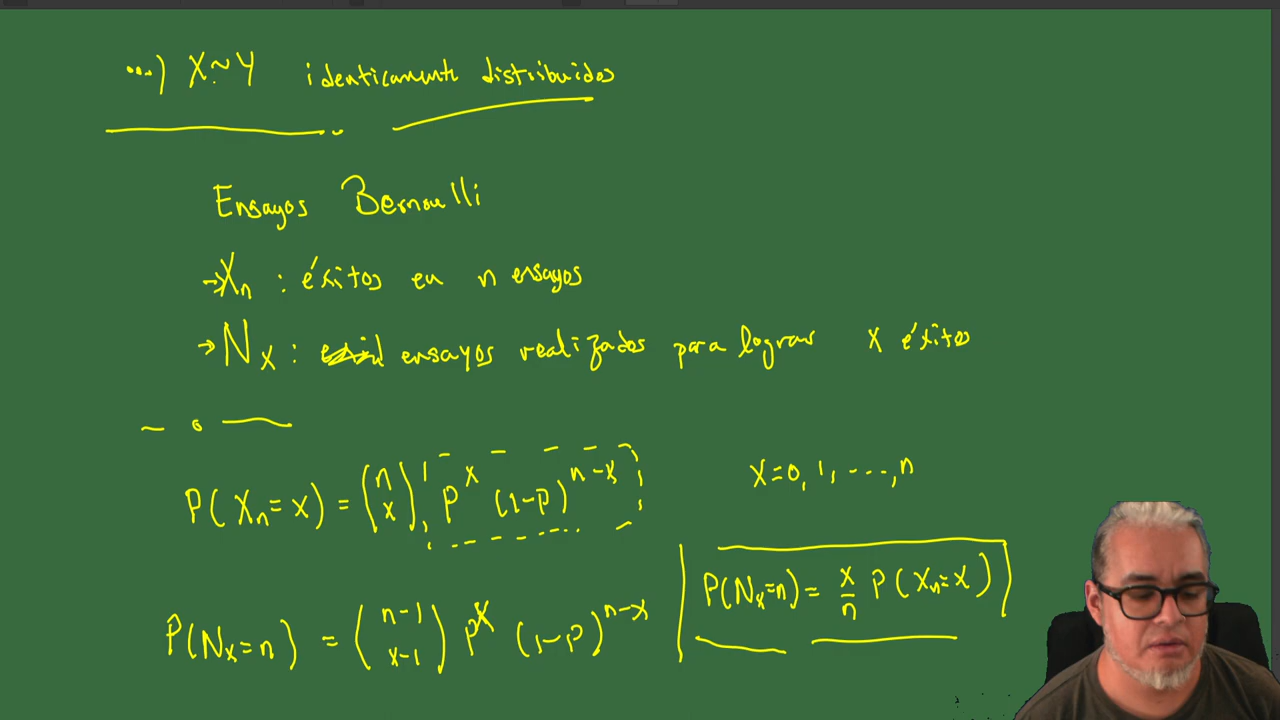 ...) X ~ Y identicamente distribuidos
Ensayos Bernoulli
→ Xₙ : éxitos en n ensayos
→ Nₓ : ensayos realizados para lograr x éxitos
P(Xₙ = x) = (n x) p^x (1-p)^(n-x) x = 0, 1, ..., n
P(Nₓ = n) = (n-1 x-1) p^x (1-p)^(n-x)
P(Nₓ = n) = x/n P(Xₙ = x)